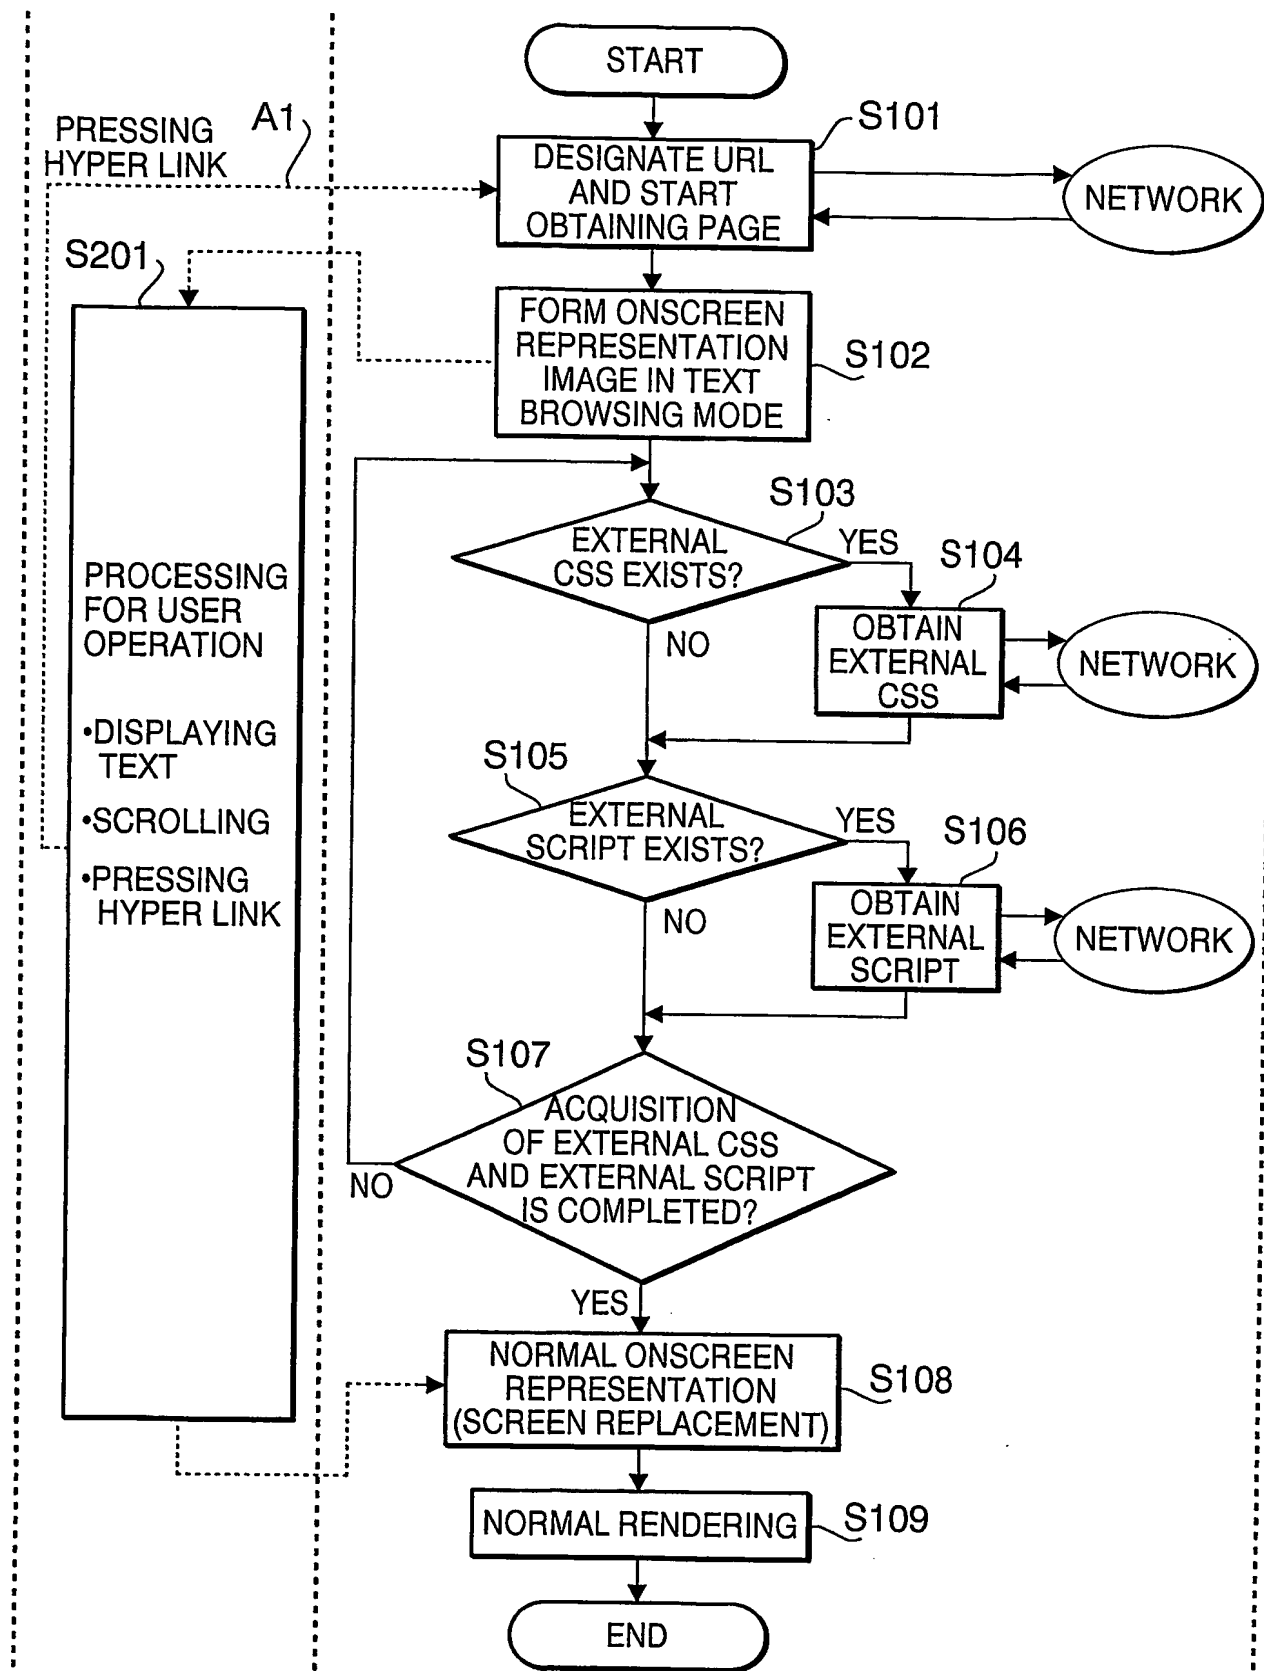 START
S101
DESIGNATE URL
AND START
OBTAINING PAGE
NETWORK
PRESSING
HYPER LINK
A1
S201
FORM ONSCREEN
REPRESENTATION
IMAGE IN TEXT
BROWSING MODE
S102
S103
EXTERNAL
CSS EXISTS?
YES
NO
S104
OBTAIN
EXTERNAL
CSS
NETWORK
PROCESSING
FOR USER
OPERATION
•DISPLAYING
TEXT
•SCROLLING
•PRESSING
HYPER LINK
S105
EXTERNAL
SCRIPT EXISTS?
YES
NO
S106
OBTAIN
EXTERNAL
SCRIPT
NETWORK
S107
ACQUISITION
OF EXTERNAL CSS
AND EXTERNAL SCRIPT
IS COMPLETED?
NO
YES
NORMAL ONSCREEN
REPRESENTATION
(SCREEN REPLACEMENT)
S108
NORMAL RENDERING
S109
END